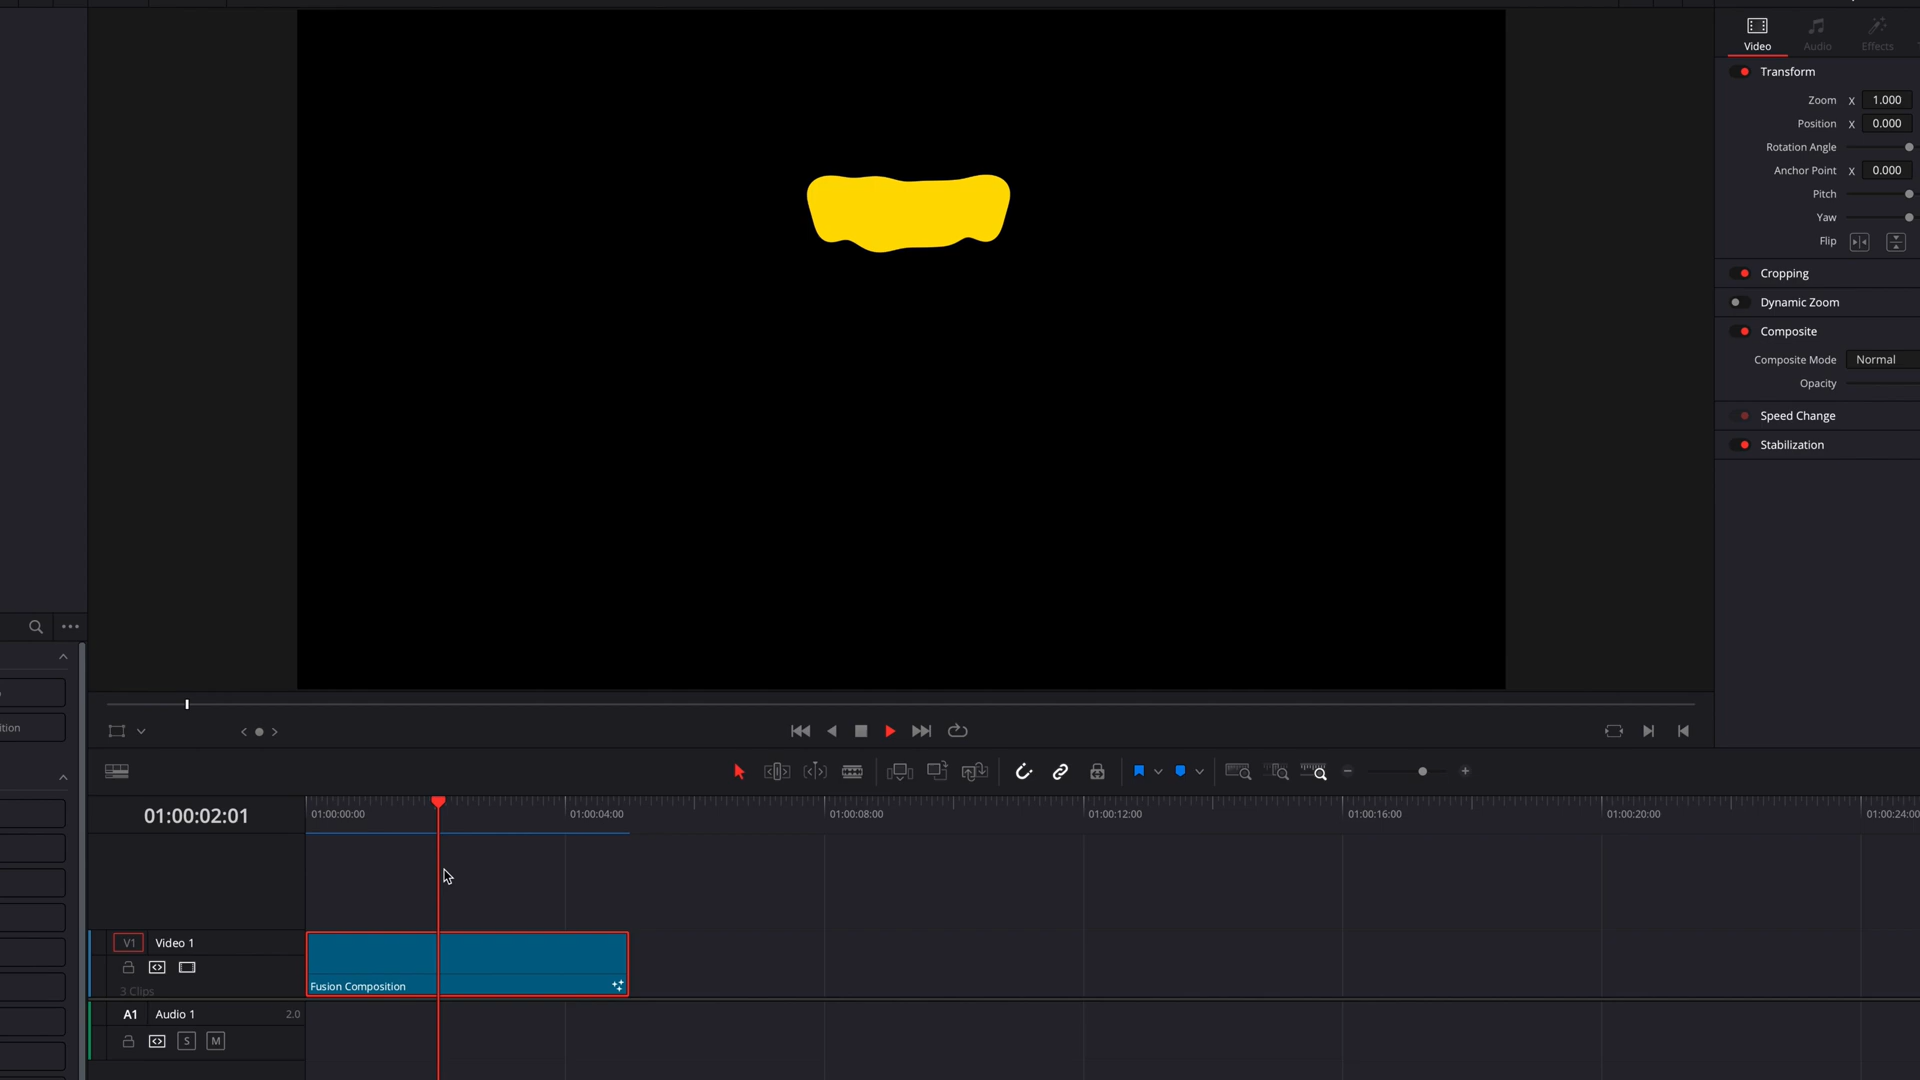 Video Audio Effects
Transform
Zoom X 1.000
Position X 0.000
Rotation Angle
Anchor Point X 0.000
Pitch
Yaw
Flip
Cropping
Dynamic Zoom
Composite
Composite Mode Normal
Opacity
Speed Change
Stabilization
ition
01:00:02:01
01:00:00:00 01:00:04:00 01:00:08:00 01:00:12:00 01:00:16:00 01:00:20:00 01:00:24:00
V1 Video 1
3 Clips
Fusion Composition
A1 Audio 1 2.0
S M